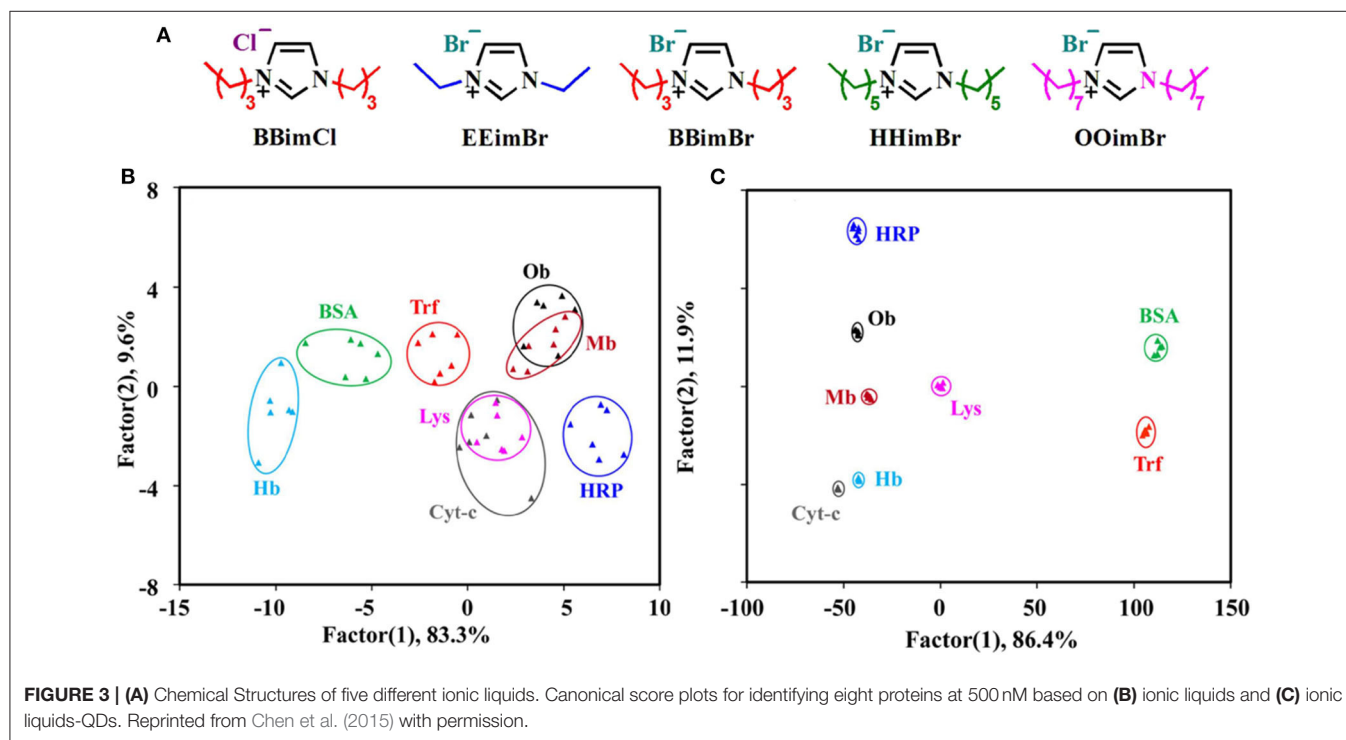 A
Cl−
Br−
Br−
Br−
Br−
N
+
N
3
3
N
+
N
N
+
N
3
3
N
+
N
5
5
N
+
N
7
7
BBimCl
EEimBr
BBimBr
HHimBr
OOimBr
B
8
4
0
-4
-8
Factor(2), 9.6%
Ob
BSA
Trf
Mb
Lys
Hb
Cyt-c
HRP
-15
-10
-5
0
5
10
Factor(1), 83.3%
C
Factor(2), 11.9%
HRP
Ob
BSA
Mb
Lys
Trf
Hb
Cyt-c
-100
-50
0
50
100
150
Factor(1), 86.4%
FIGURE 3 | (A) Chemical Structures of five different ionic liquids. Canonical score plots for identifying eight proteins at 500 nM based on (B) ionic liquids and (C) ionic
liquids-QDs. Reprinted from Chen et al. (2015) with permission.